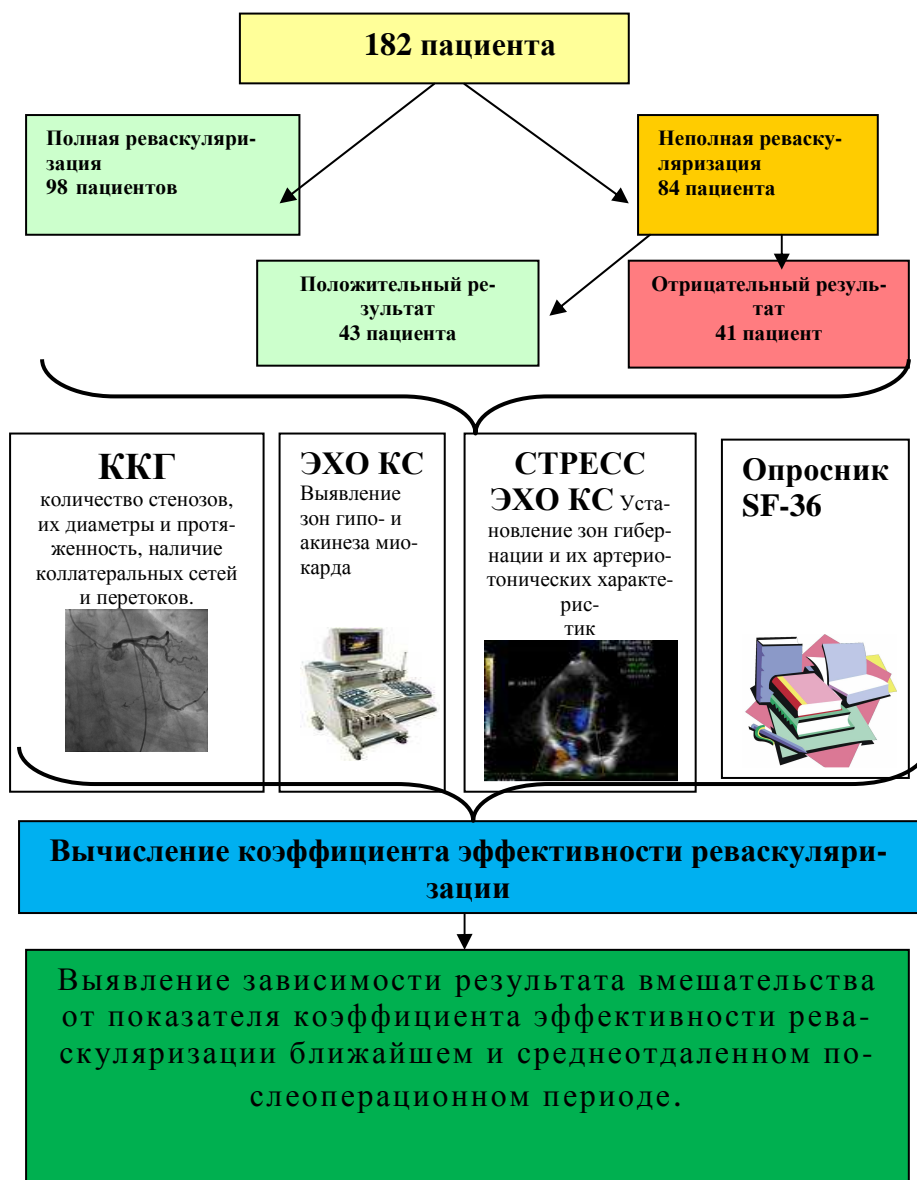 182 пациента
Полная реваскуляри-
зация
98 пациентов
Неполная реваску-
ляризация
84 пациента
Положительный ре-
зультат
43 пациента
Отрицательный резуль-
тат
41 пациент
ККГ
количество стенозов,
их диаметры и протя-
женность, наличие
коллатеральных сетей
и перетоков.
ЭХО КС
Выявление
зон гипо- и
акинеза мио-
карда
СТРЕСС
ЭХО КС Уста-
новление зон гибер-
нации и их артерио-
тонических характе-
рис-
тик
Опросник
SF-36
Вычисление коэффициента эффективности реваскуляри-
зации
Выявление зависимости результата вмешательства
от показателя коэффициента эффективности рева-
скуляризации ближайшем и среднеотдаленном по-
слеоперационном периоде.